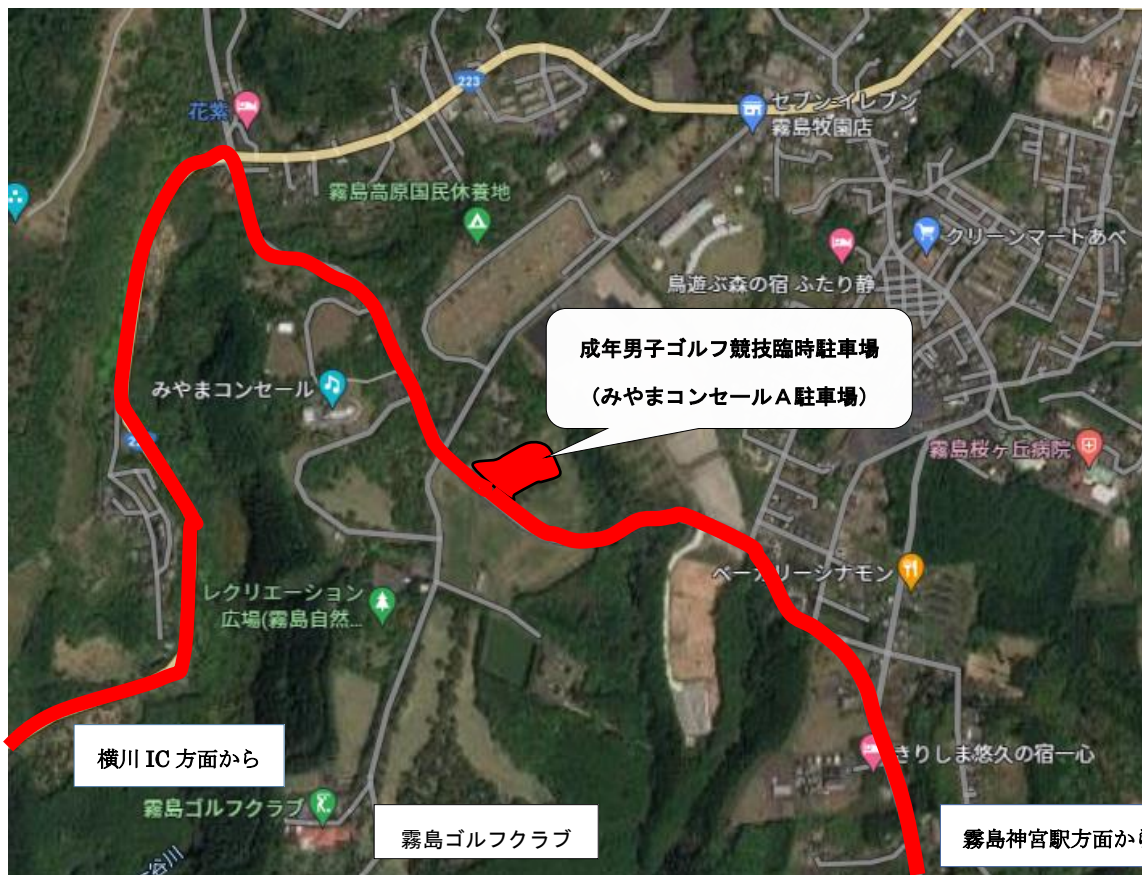 223
花紫
セブン-イレブン
霧島牧園店
霧島高原国民休養地
クリーンマートあべ
鳥遊ぶ森の宿 ふたり静...
成年男子ゴルフ競技臨時駐車場
（みやまコンセールＡ駐車場）
みやまコンセール
霧島桜ヶ丘病院
ベーカリーシナモン
レクリエーション
広場(霧島自然...
横川 IC 方面から
きりしま悠久の宿一心
霧島ゴルフクラブ
霧島ゴルフクラブ
霧島神宮駅方面から